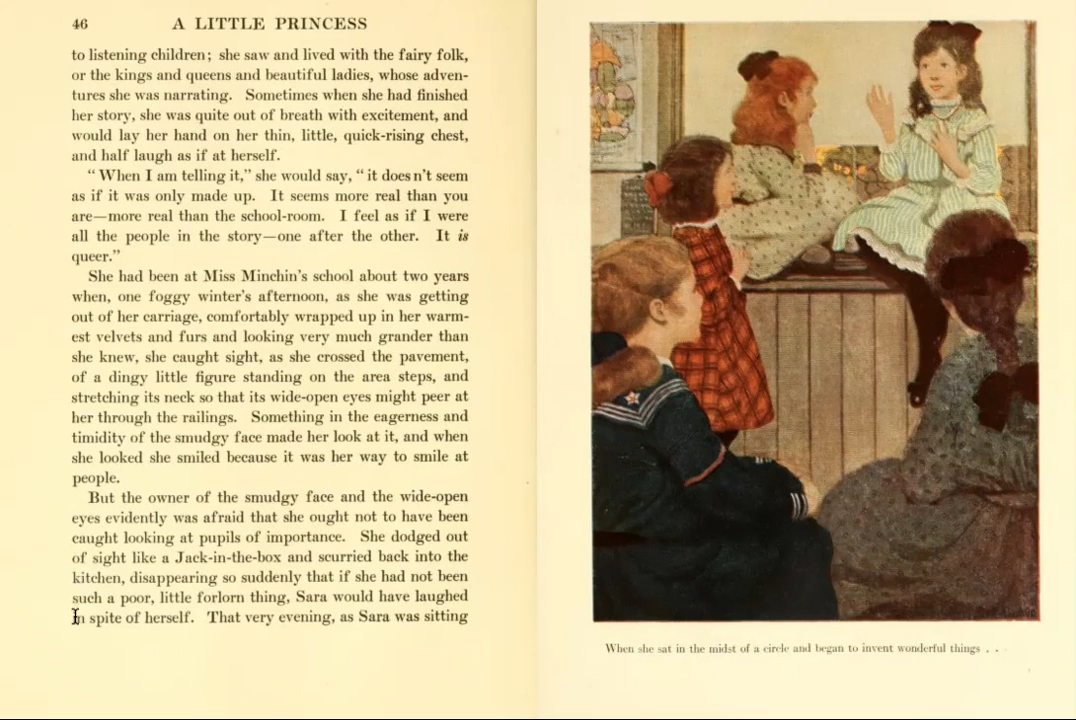 46 A LITTLE PRINCESS
to listening children; she saw and lived with the fairy folk,
or the kings and queens and beautiful ladies, whose adven-
tures she was narrating. Sometimes when she had finished
her story, she was quite out of breath with excitement, and
would lay her hand on her thin, little, quick-rising chest,
and half laugh as if at herself.
“ When I am telling it,” she would say, “ it does n't seem
as if it was only made up. It seems more real than you
are—more real than the school-room. I feel as if I were
all the people in the story—one after the other. It is
queer.”
She had been at Miss Minchin's school about two years
when, one foggy winter's afternoon, as she was getting
out of her carriage, comfortably wrapped up in her warm-
est velvets and furs and looking very much grander than
she knew, she caught sight, as she crossed the pavement,
of a dingy little figure standing on the area steps, and
stretching its neck so that its wide-open eyes might peer at
her through the railings. Something in the eagerness and
timidity of the smudgy face made her look at it, and when
she looked she smiled because it was her way to smile at
people.
But the owner of the smudgy face and the wide-open
eyes evidently was afraid that she ought not to have been
caught looking at pupils of importance. She dodged out
of sight like a Jack-in-the-box and scurried back into the
kitchen, disappearing so suddenly that if she had not been
such a poor, little forlorn thing, Sara would have laughed
in spite of herself. That very evening, as Sara was sitting
When she sat in the midst of a circle and began to invent wonderful things . . .